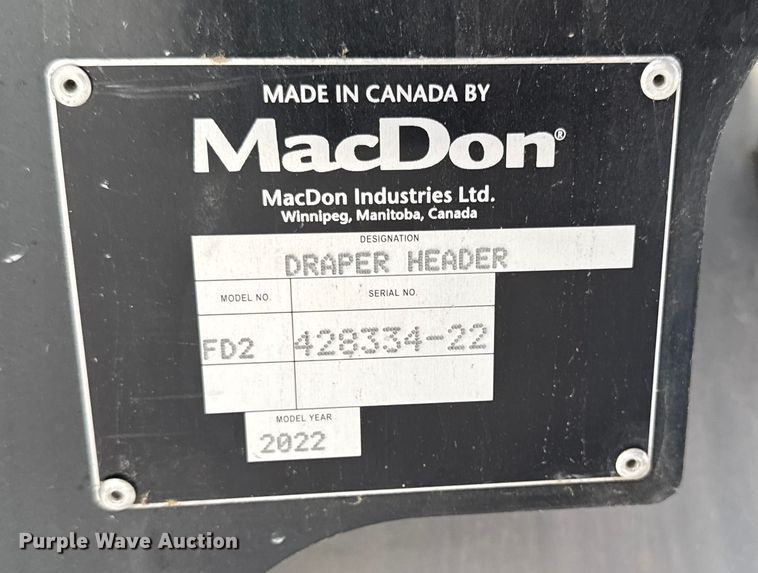 MADE IN CANADA BY
MacDon®
MacDon Industries Ltd.
Winnipeg, Manitoba, Canada
DESIGNATION
DRAPER HEADER
MODEL NO. SERIAL NO.
FD2 428334-22
MODEL YEAR
2022
Purple Wave Auction